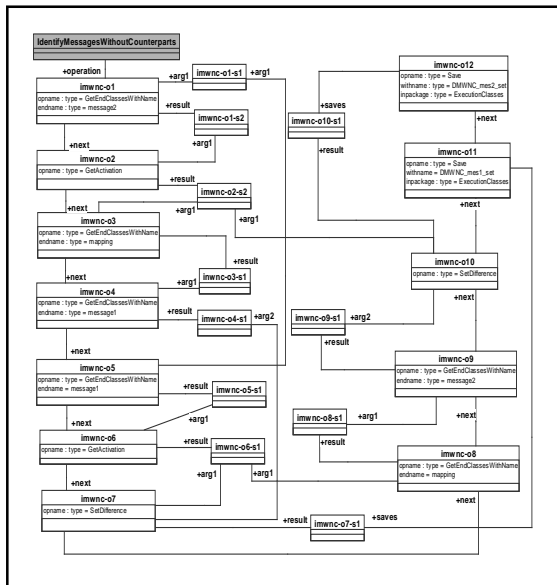 IdentifyMessagesWithoutCounterparts
+operation
imwnc-o1
opname : type = GetEndClassesWithName
endname : type = message2
+arg1
imwnc-o1-s1
+arg1
+result
imwnc-o1-s2
+arg1
+next
imwnc-o2
opname : type = GetActivation
+result
imwnc-o2-s2
+arg1
+arg1
+next
imwnc-o3
opname : type = GetEndClassesWithName
endname : type = mapping
+result
imwnc-o3-s1
+arg1
+next
imwnc-o4
opname : type = GetEndClassesWithName
endname : type = message1
+result
imwnc-o4-s1
+arg2
+next
imwnc-o5
opname : type = GetEndClassesWithName
endname = message1
+result
imwnc-o5-s1
+arg1
+next
imwnc-o6
opname : type = GetActivation
+result
imwnc-o6-s1
+arg1
+arg1
+next
imwnc-o7
opname : type = SetDifference
+result
imwnc-o7-s1
+saves
imwnc-o12
opname : type = Save
withname : type = DMWNC_mes2_set
inpackage : type = ExecutionClasses
+saves
imwnc-o10-s1
+result
+next
imwnc-o11
opname : type = Save
withname = DMWNC_mes1_set
inpackage : type = ExecutionClasses
+next
imwnc-o10
opname : type = SetDifference
+arg1
+arg2
imwnc-o9-s1
+result
+next
imwnc-o9
opname : type = GetEndClassesWithName
endname : type = message2
+arg1
imwnc-o8-s1
+result
+next
imwnc-o8
opname : type = GetEndClassesWithName
endname = mapping
+next